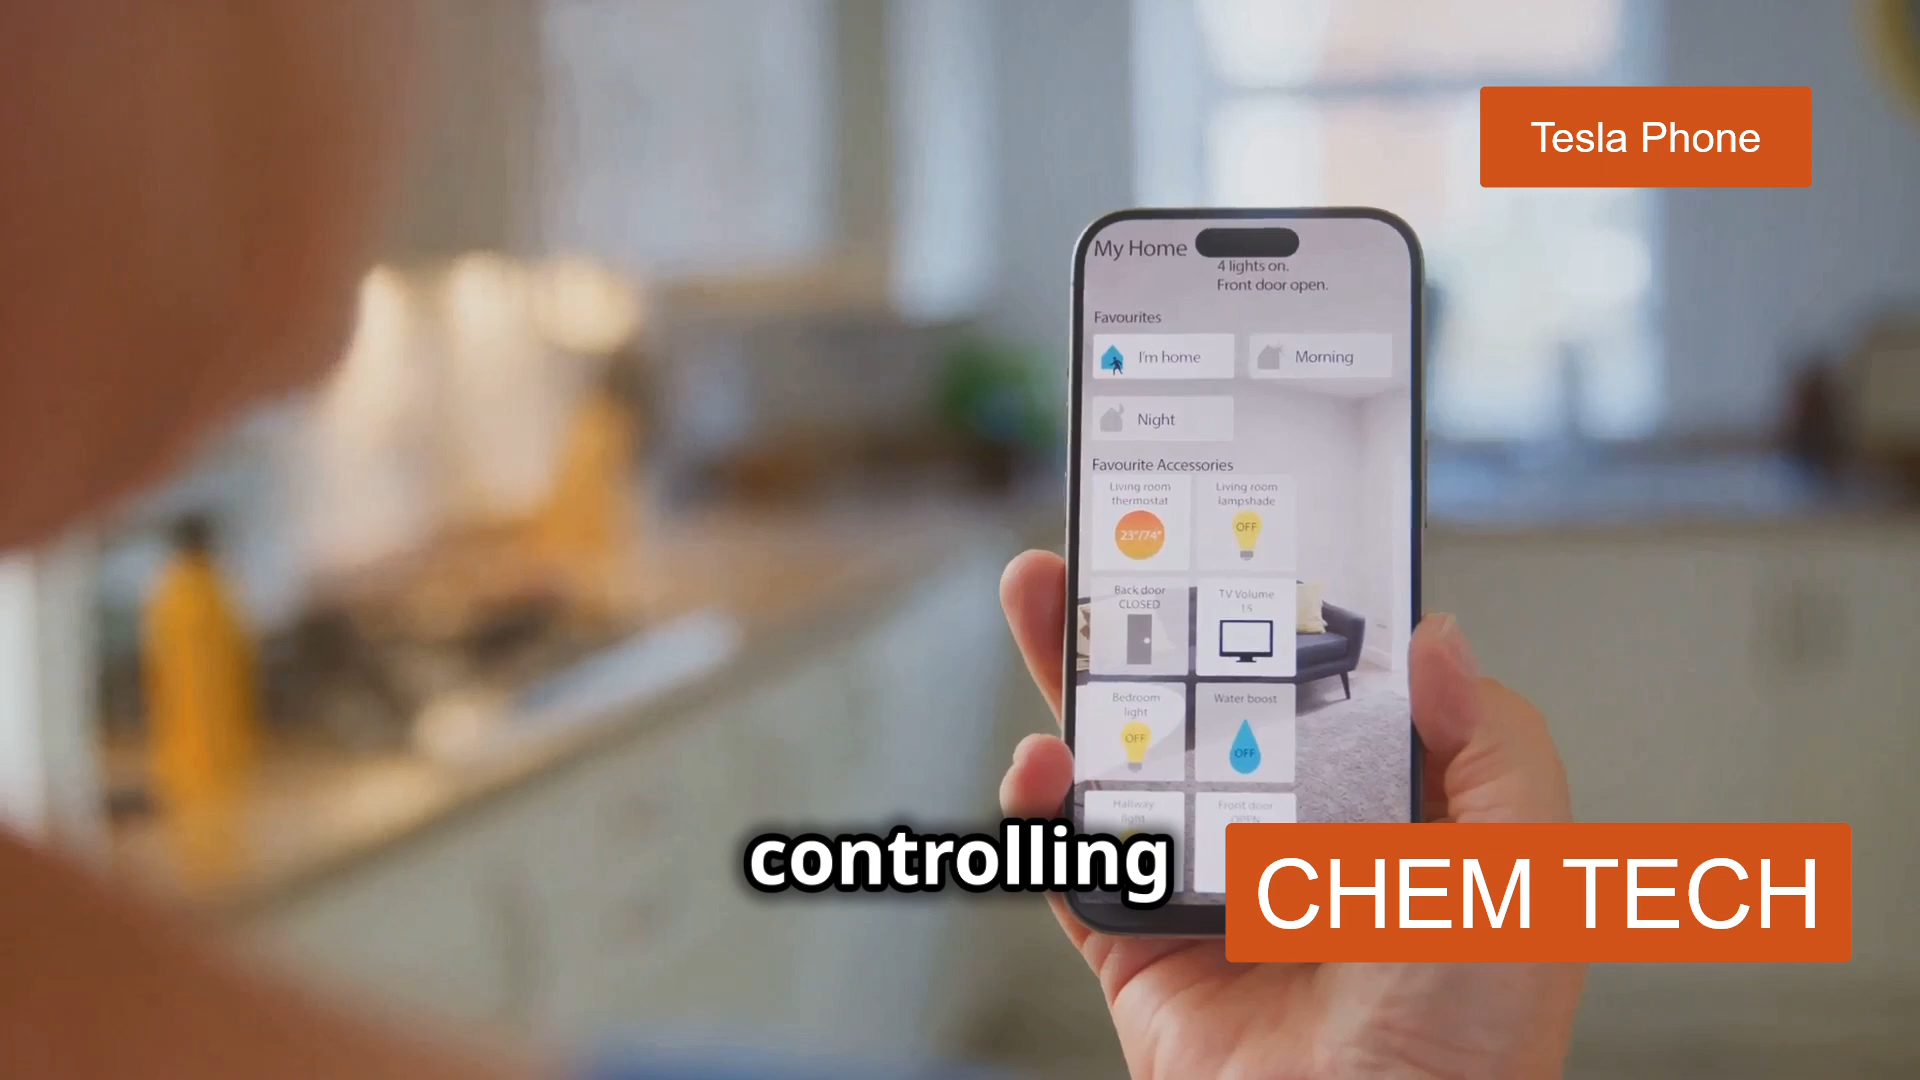 Tesla Phone
My Home
4 lights on.
Front door open.
Favourites
I'm home
Morning
Night
Favourite Accessories
Living room
thermostat
23°/74°
Living room
lampshade
OFF
Back door
CLOSED
TV Volume
15
Bedroom
light
OFF
Water boost
OFF
Hallway
light
Front door
OPEN
controlling
CHEM TECH